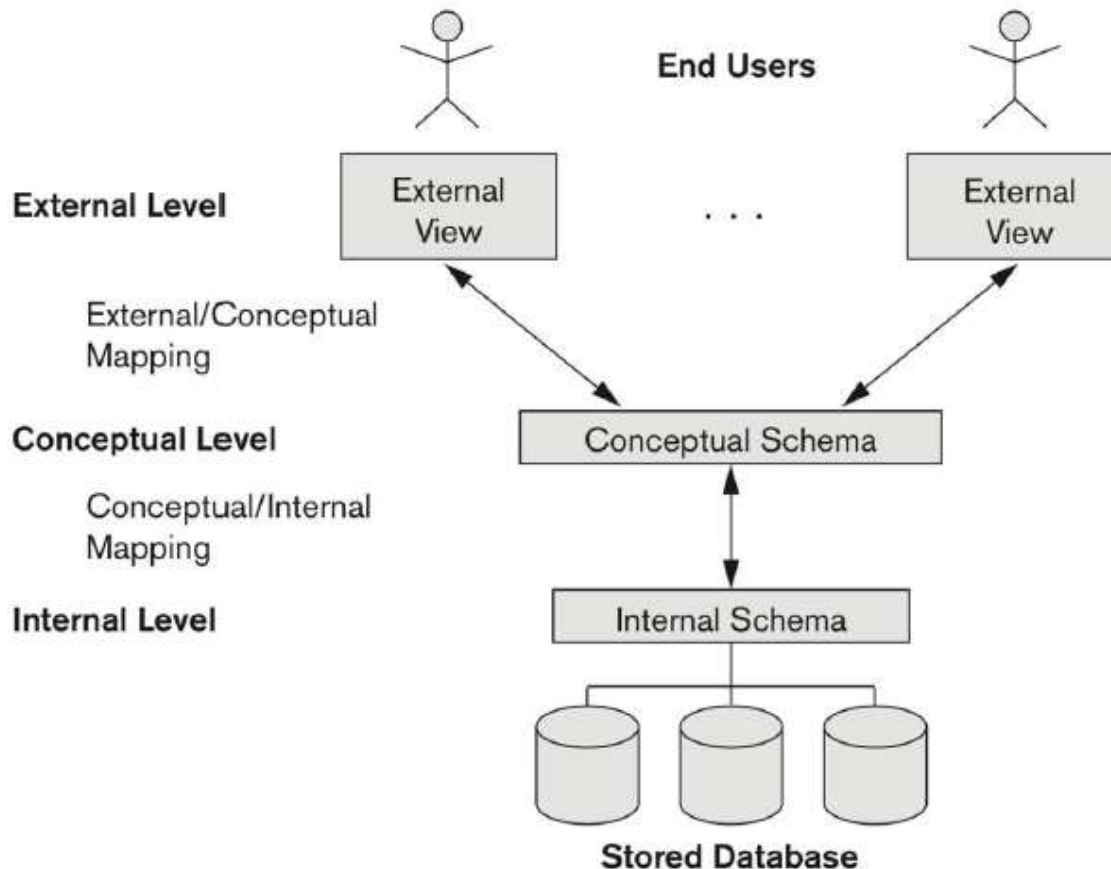 End Users
External Level
External
View
. . .
External
View
External/Conceptual
Mapping
Conceptual Level
Conceptual Schema
Conceptual/Internal
Mapping
Internal Level
Internal Schema
Stored Database